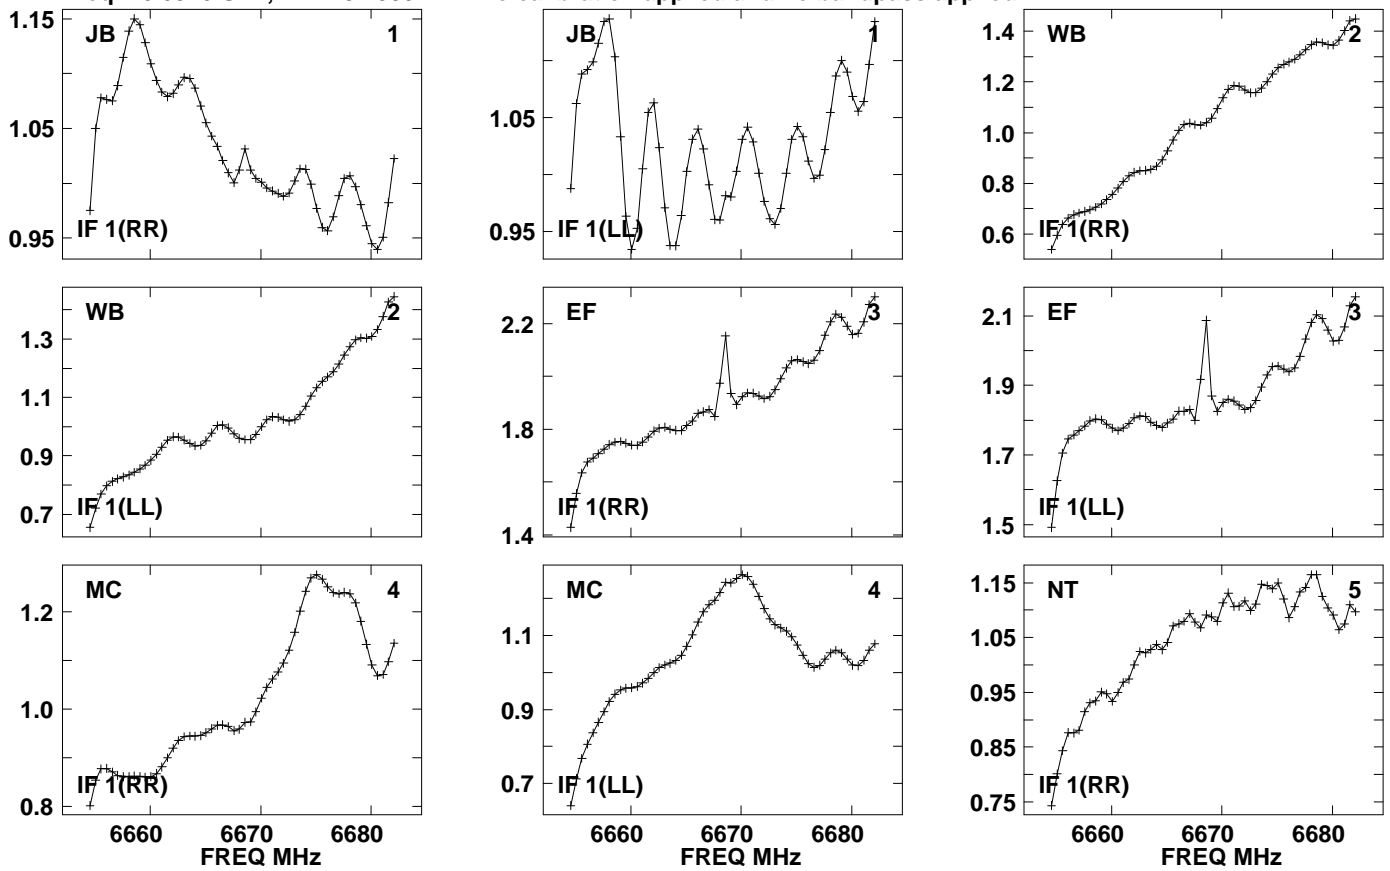 1.15 JB 1 JB 1 WB 2
1.4
1.05 1.05 1.2
1.0
0.8
0.95 IF 1(RR) 0.95 IF 1(LL) 0.6 IF 1(RR)
WB 2 EF 3 EF 3
1.3 2.2 2.1
1.1 1.9
0.9 1.8 1.7
0.7 IF 1(LL) IF 1(RR) IF 1(LL)
1.4 1.5
MC 4 MC 4 NT 5
1.2 1.15
1.1 1.05
1.0 0.9 0.95
0.85
0.8 IF 1(RR) 0.7 IF 1(LL) 0.75 IF 1(RR)
6660 6670 6680 6660 6670 6680 6660 6670 6680
FREQ MHz FREQ MHz FREQ MHz